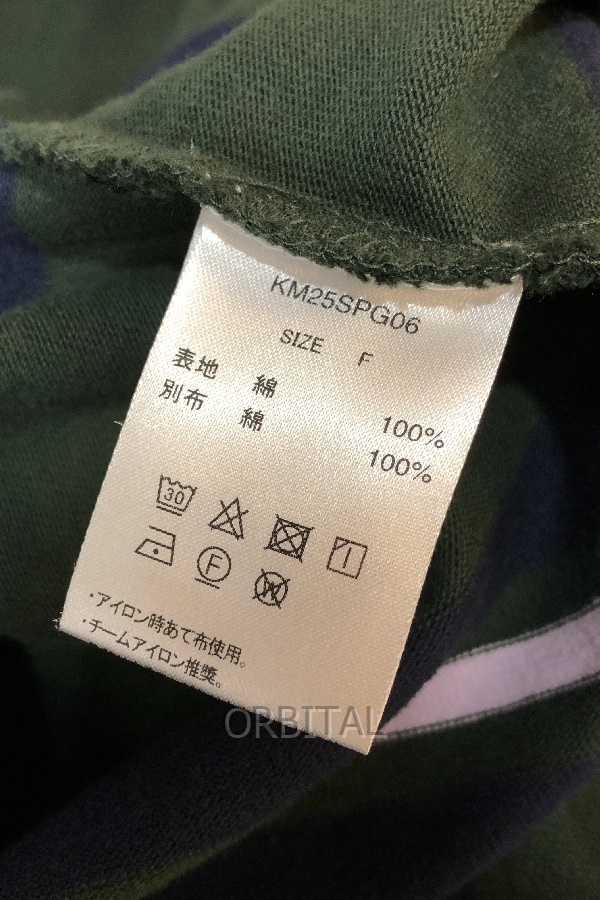 KM25SPG06
SIZE F
表地 綿 100%
別布 綿 100%
30
F
W
・アイロン時あて布使用。
・チームアイロン推奨。
ORBITAL